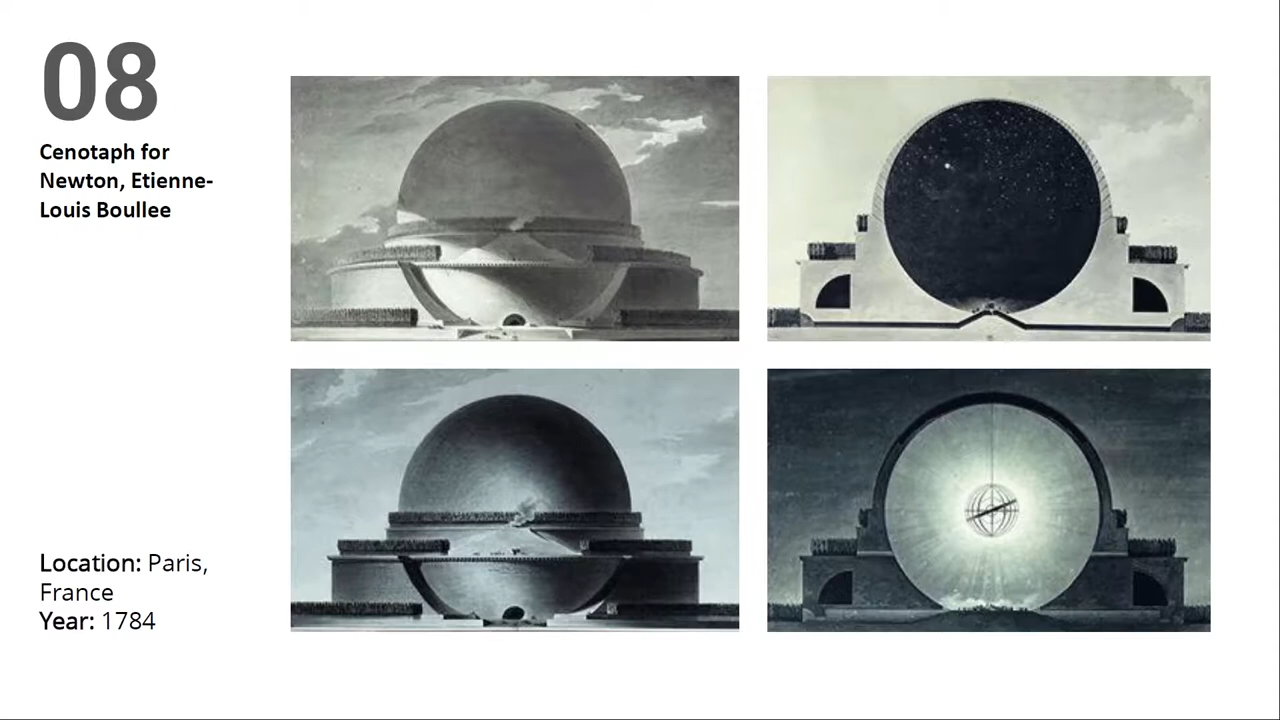 08
Cenotaph for
Newton, Etienne-
Louis Boullee
Location: Paris,
France
Year: 1784